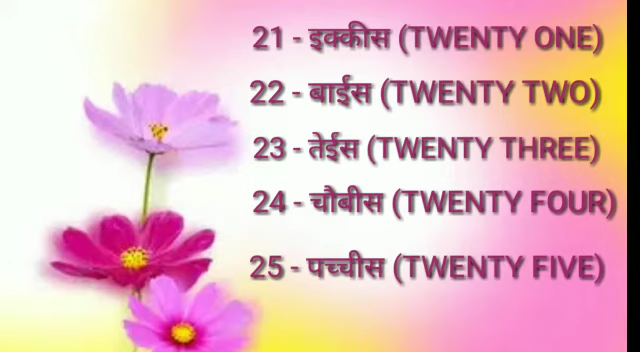 21 - इक्कीस (TWENTY ONE)
22 - बाईस (TWENTY TWO)
23 - तेईस (TWENTY THREE)
24 - चौबीस (TWENTY FOUR)
25 - पच्चीस (TWENTY FIVE)